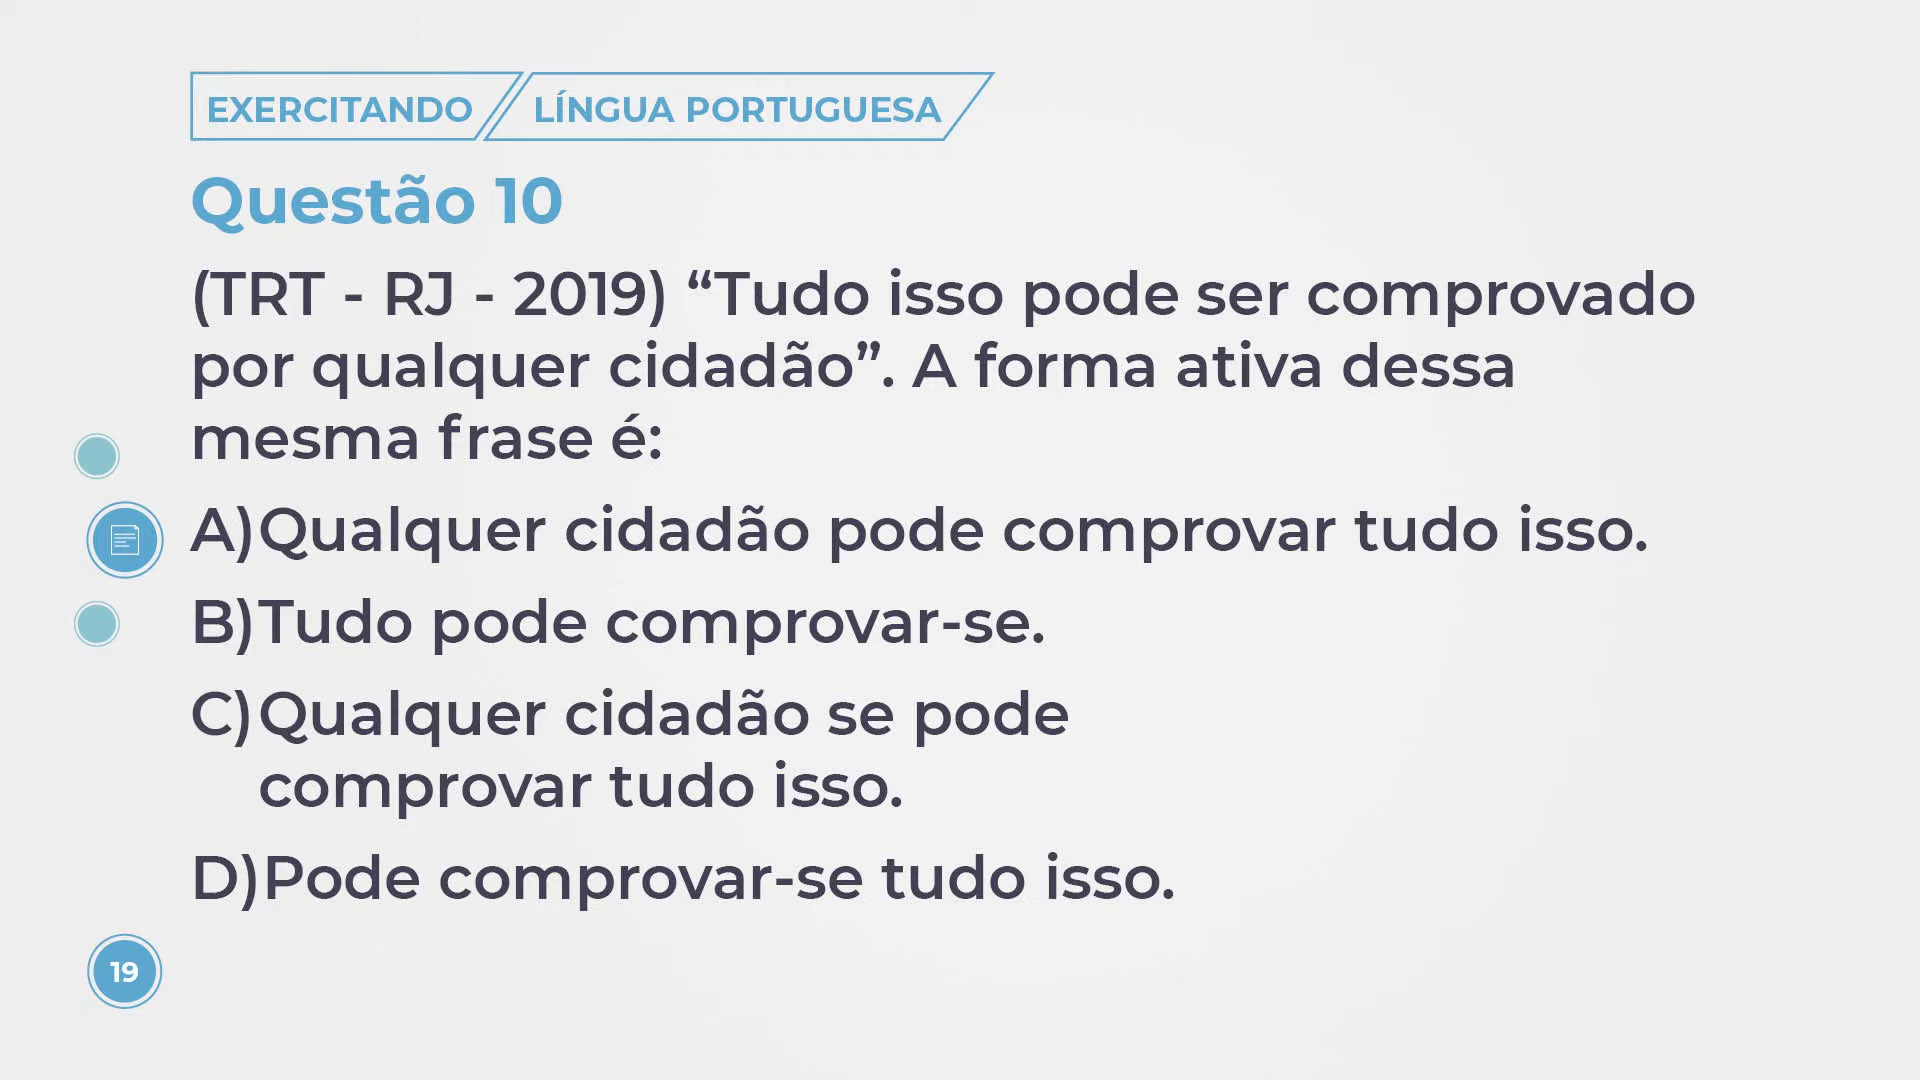 EXERCITANDO LÍNGUA PORTUGUESA
Questão 10
(TRT - RJ - 2019) “Tudo isso pode ser comprovado
por qualquer cidadão”. A forma ativa dessa
mesma frase é:
A) Qualquer cidadão pode comprovar tudo isso.
B) Tudo pode comprovar-se.
C) Qualquer cidadão se pode
comprovar tudo isso.
D) Pode comprovar-se tudo isso.
19